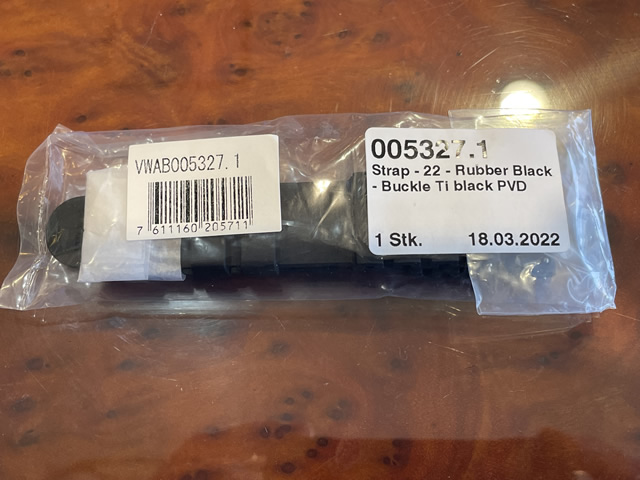 VWAB005327.1
7 611160 205711
005327.1
Strap - 22 - Rubber Black
- Buckle Ti black PVD
1 Stk. 18.03.2022